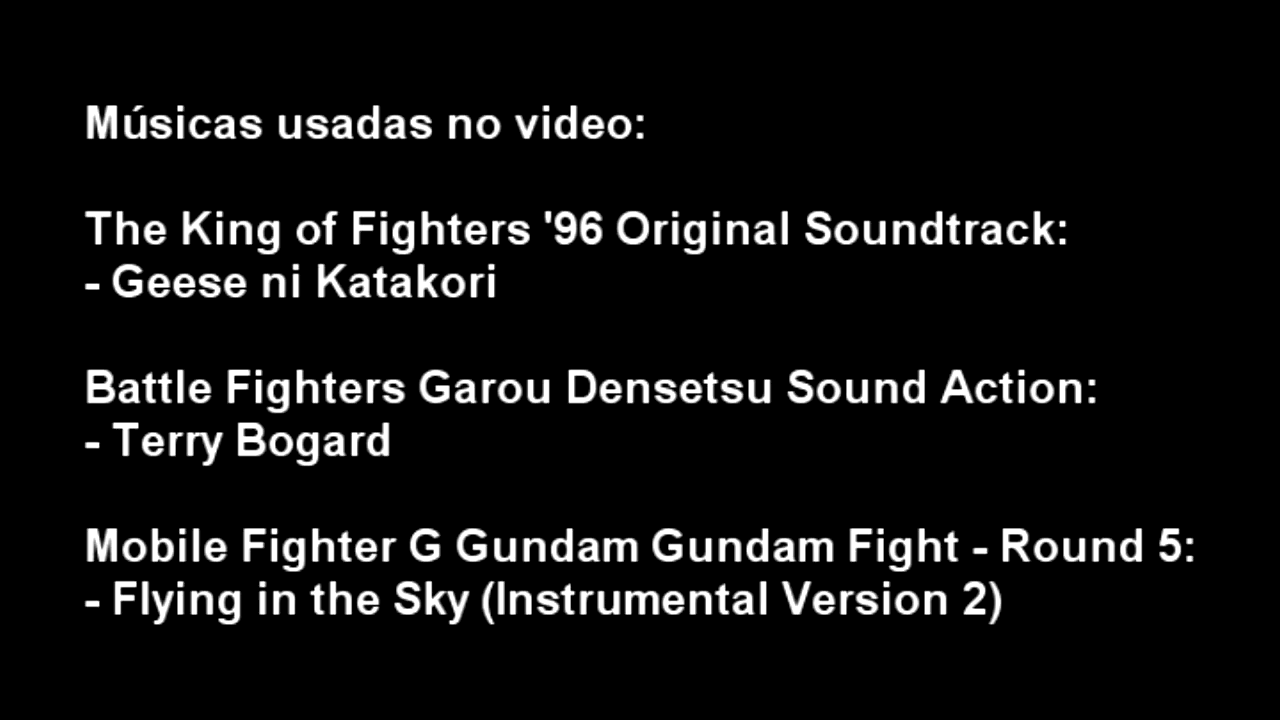 Músicas usadas no video:
The King of Fighters '96 Original Soundtrack:
- Geese ni Katakori
Battle Fighters Garou Densetsu Sound Action:
- Terry Bogard
Mobile Fighter G Gundam Gundam Fight - Round 5:
- Flying in the Sky (Instrumental Version 2)